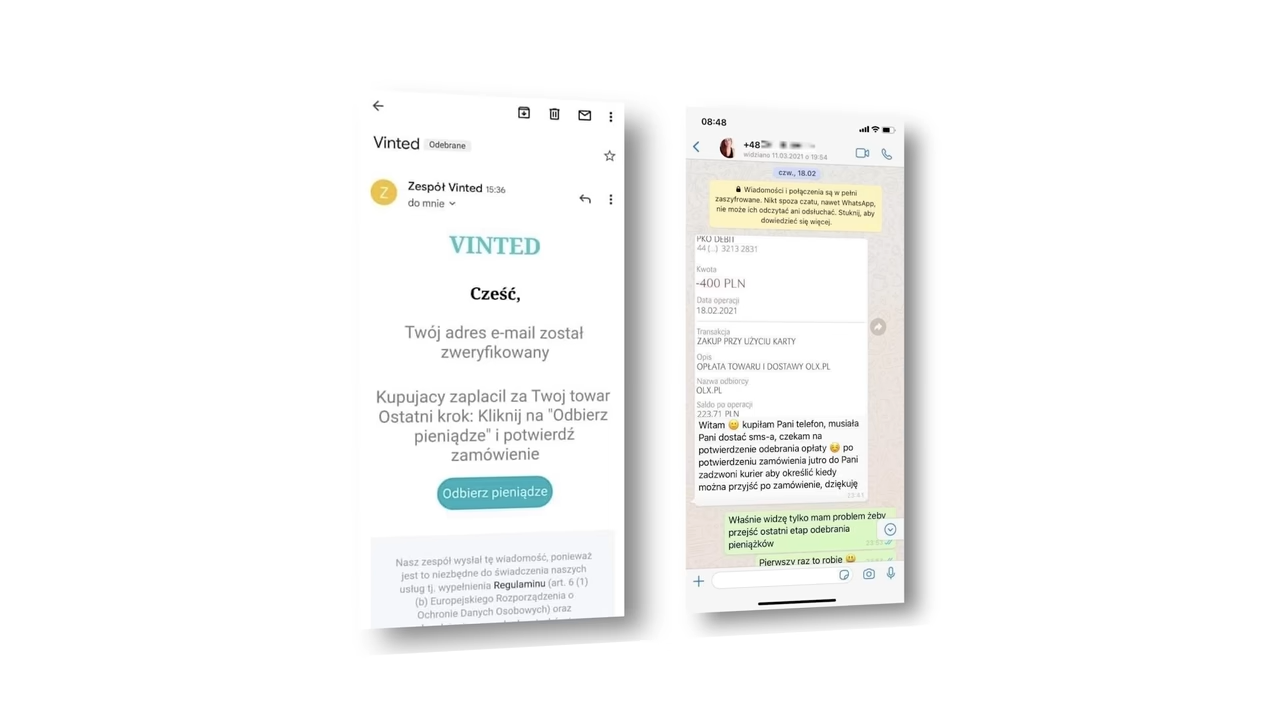 Vinted Odebrane
Z
Zespół Vinted 15:36
do mnie
VINTED
Cześć,
Twój adres e-mail został
zweryfikowany
Kupujacy zaplacil za Twoj towar
Ostatni krok: Kliknij na "Odbierz
pieniądze" i potwierdź
zamówienie
Odbierz pieniądze
Nasz zespół wysłał tę wiadomość, ponieważ
jest to niezbędne do świadczenia naszych
usług tj. wypełnienia Regulaminu (art. 6 (1)
(b) Europejskiego Rozporządzenia o
Ochronie Danych Osobowych) oraz
08:48
+48
widziano 11.03.2021 o 19:54
czw., 18.02
Wiadomości i połączenia są w pełni
zaszyfrowane. Nikt spoza czatu, nawet WhatsApp,
nie może ich odczytać ani odsłuchać. Stuknij, aby
dowiedzieć się więcej.
PKO DEBIT
44 (...) 3213 2831
Kwota
-400 PLN
Data operacji
18.02.2021
Transakcja
ZAKUP PRZY UŻYCIU KARTY
Opis
OPŁATA TOWARU I DOSTAWY OLX.PL
Nazwa odbiorcy
OLX.PL
Saldo po operacji
223.71 PLN
Witam 🙂 kupiłam Pani telefon, musiała
Pani dostać sms-a, czekam na
potwierdzenie odebrania opłaty ☺️ po
potwierdzeniu zamówienia jutro do Pani
zadzwoni kurier aby określić kiedy
można przyjść po zamówienie, dziękuję
23:41
Właśnie widzę tylko mam problem żeby
przejść ostatni etap odebrania
pieniążków
Pierwszy raz to robie 😃